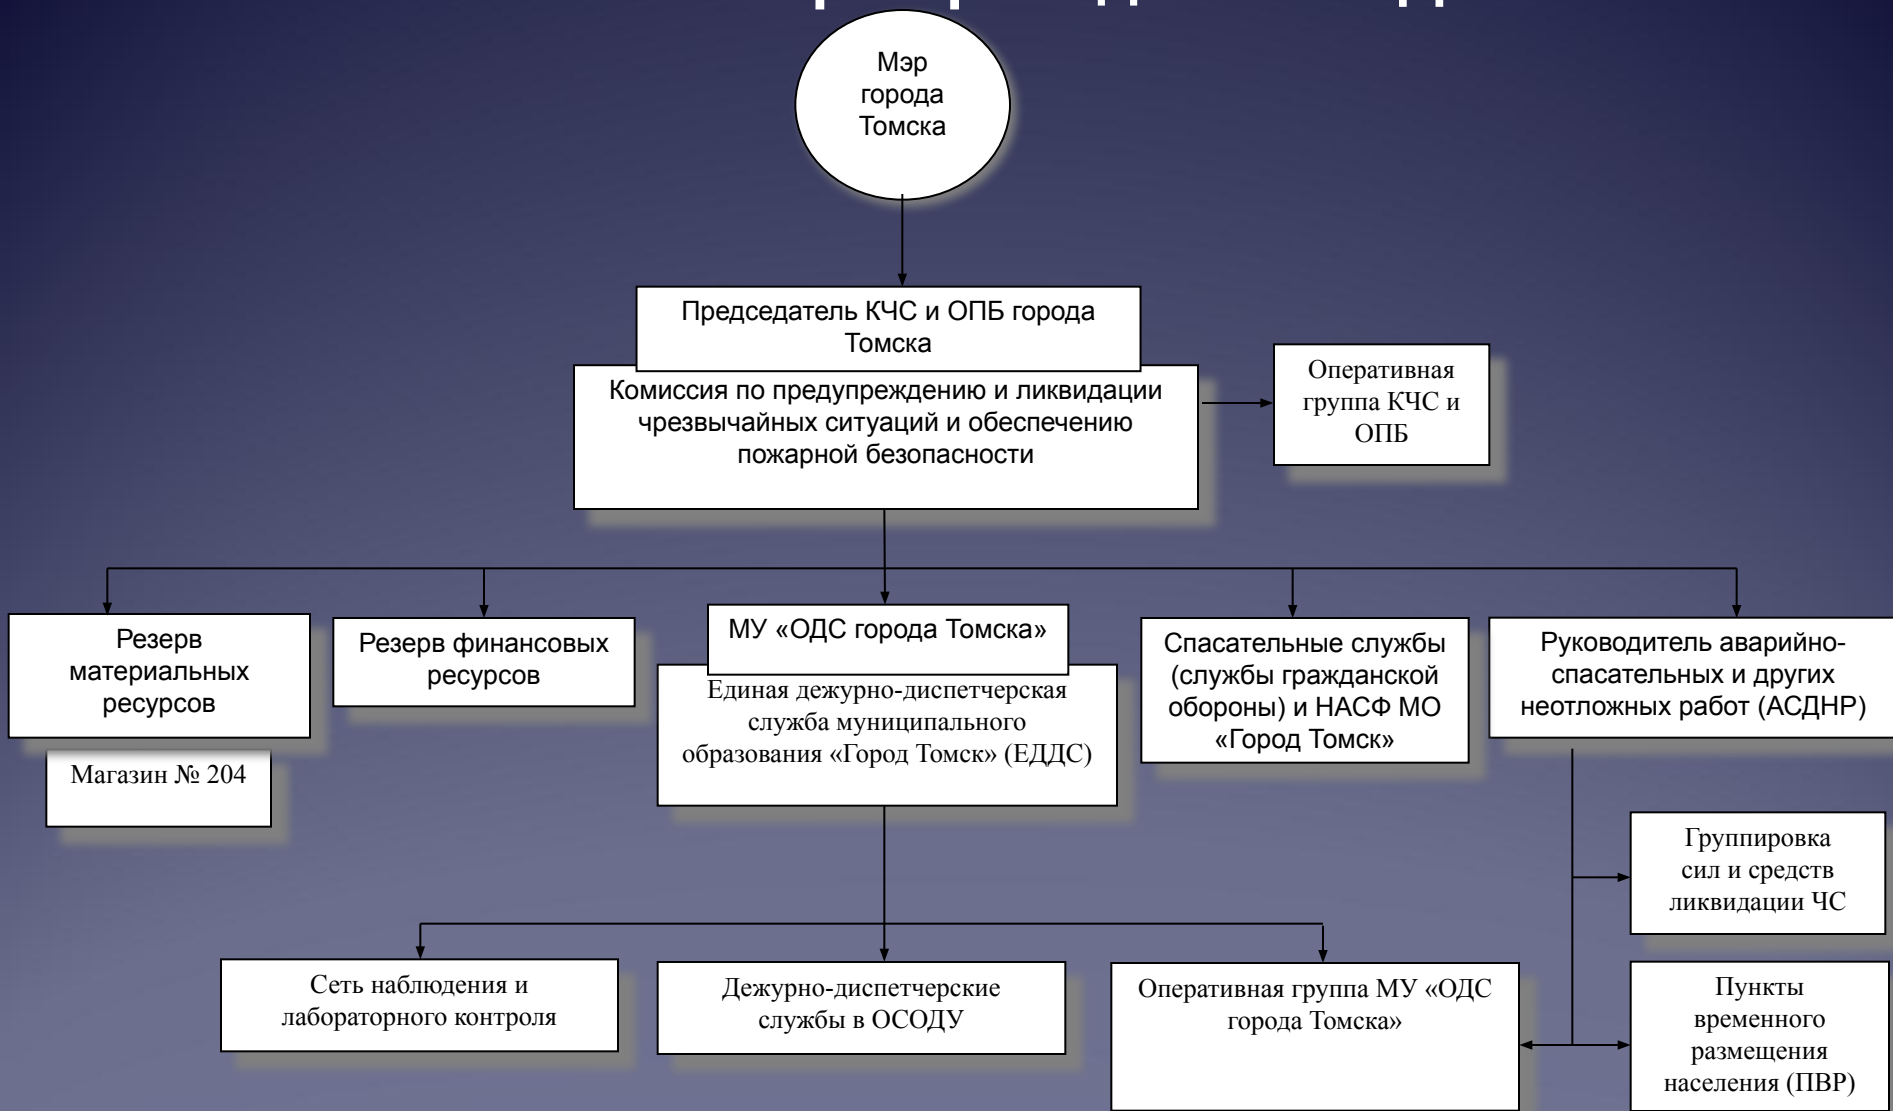 Мэр
города
Томска
Председатель КЧС и ОПБ города
Томска
Комиссия по предупреждению и ликвидации
чрезвычайных ситуаций и обеспечению
пожарной безопасности
Оперативная
группа КЧС и
ОПБ
Резерв
материальных
ресурсов
Магазин № 204
Резерв финансовых
ресурсов
МУ «ОДС города Томска»
Единая дежурно-диспетчерская
служба муниципального
образования «Город Томск» (ЕДДС)
Спасательные службы
(службы гражданской
обороны) и НАСФ МО
«Город Томск»
Руководитель аварийно-
спасательных и других
неотложных работ (АСДНР)
Группировка
сил и средств
ликвидации ЧС
Сеть наблюдения и
лабораторного контроля
Дежурно-диспетчерские
службы в ОСОДУ
Оперативная группа МУ «ОДС
города Томска»
Пункты
временного
размещения
населения (ПВР)